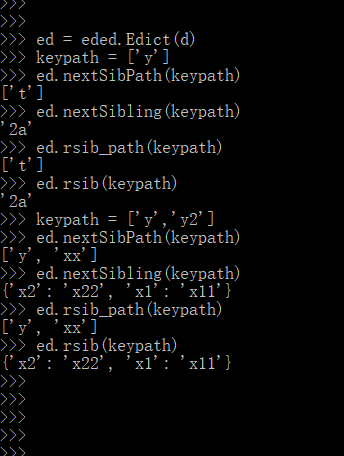 >>>
>>>
>>> ed = eded.Edict(d)
>>> keypath = ['y']
>>> ed.nextSibPath(keypath)
['t']
>>> ed.nextSibling(keypath)
'2a'
>>> ed.rsib_path(keypath)
['t']
>>> ed.rsib(keypath)
'2a'
>>> keypath = ['y','y2']
>>> ed.nextSibPath(keypath)
['y', 'xx']
>>> ed.nextSibling(keypath)
{'x2': 'x22', 'x1': 'x11'}
>>> ed.rsib_path(keypath)
['y', 'xx']
>>> ed.rsib(keypath)
{'x2': 'x22', 'x1': 'x11'}
>>>
>>>
>>>
>>>
>>>